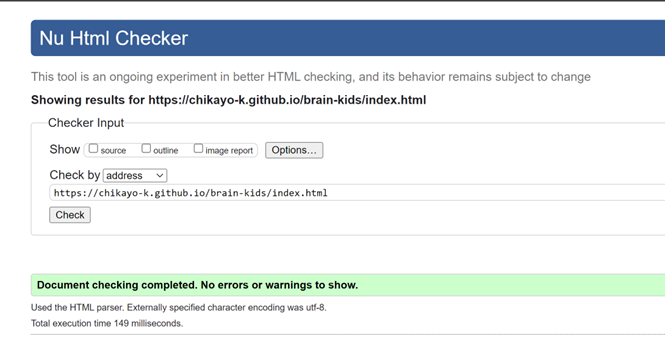 Nu Html Checker
This tool is an ongoing experiment in better HTML checking, and its behavior remains subject to change
Showing results for https://chikayo-k.github.io/brain-kids/index.html
Checker Input
Show source outline image report Options...
Check by address
https://chikayo-k.github.io/brain-kids/index.html
Check
Document checking completed. No errors or warnings to show.
Used the HTML parser. Externally specified character encoding was utf-8.
Total execution time 149 milliseconds.